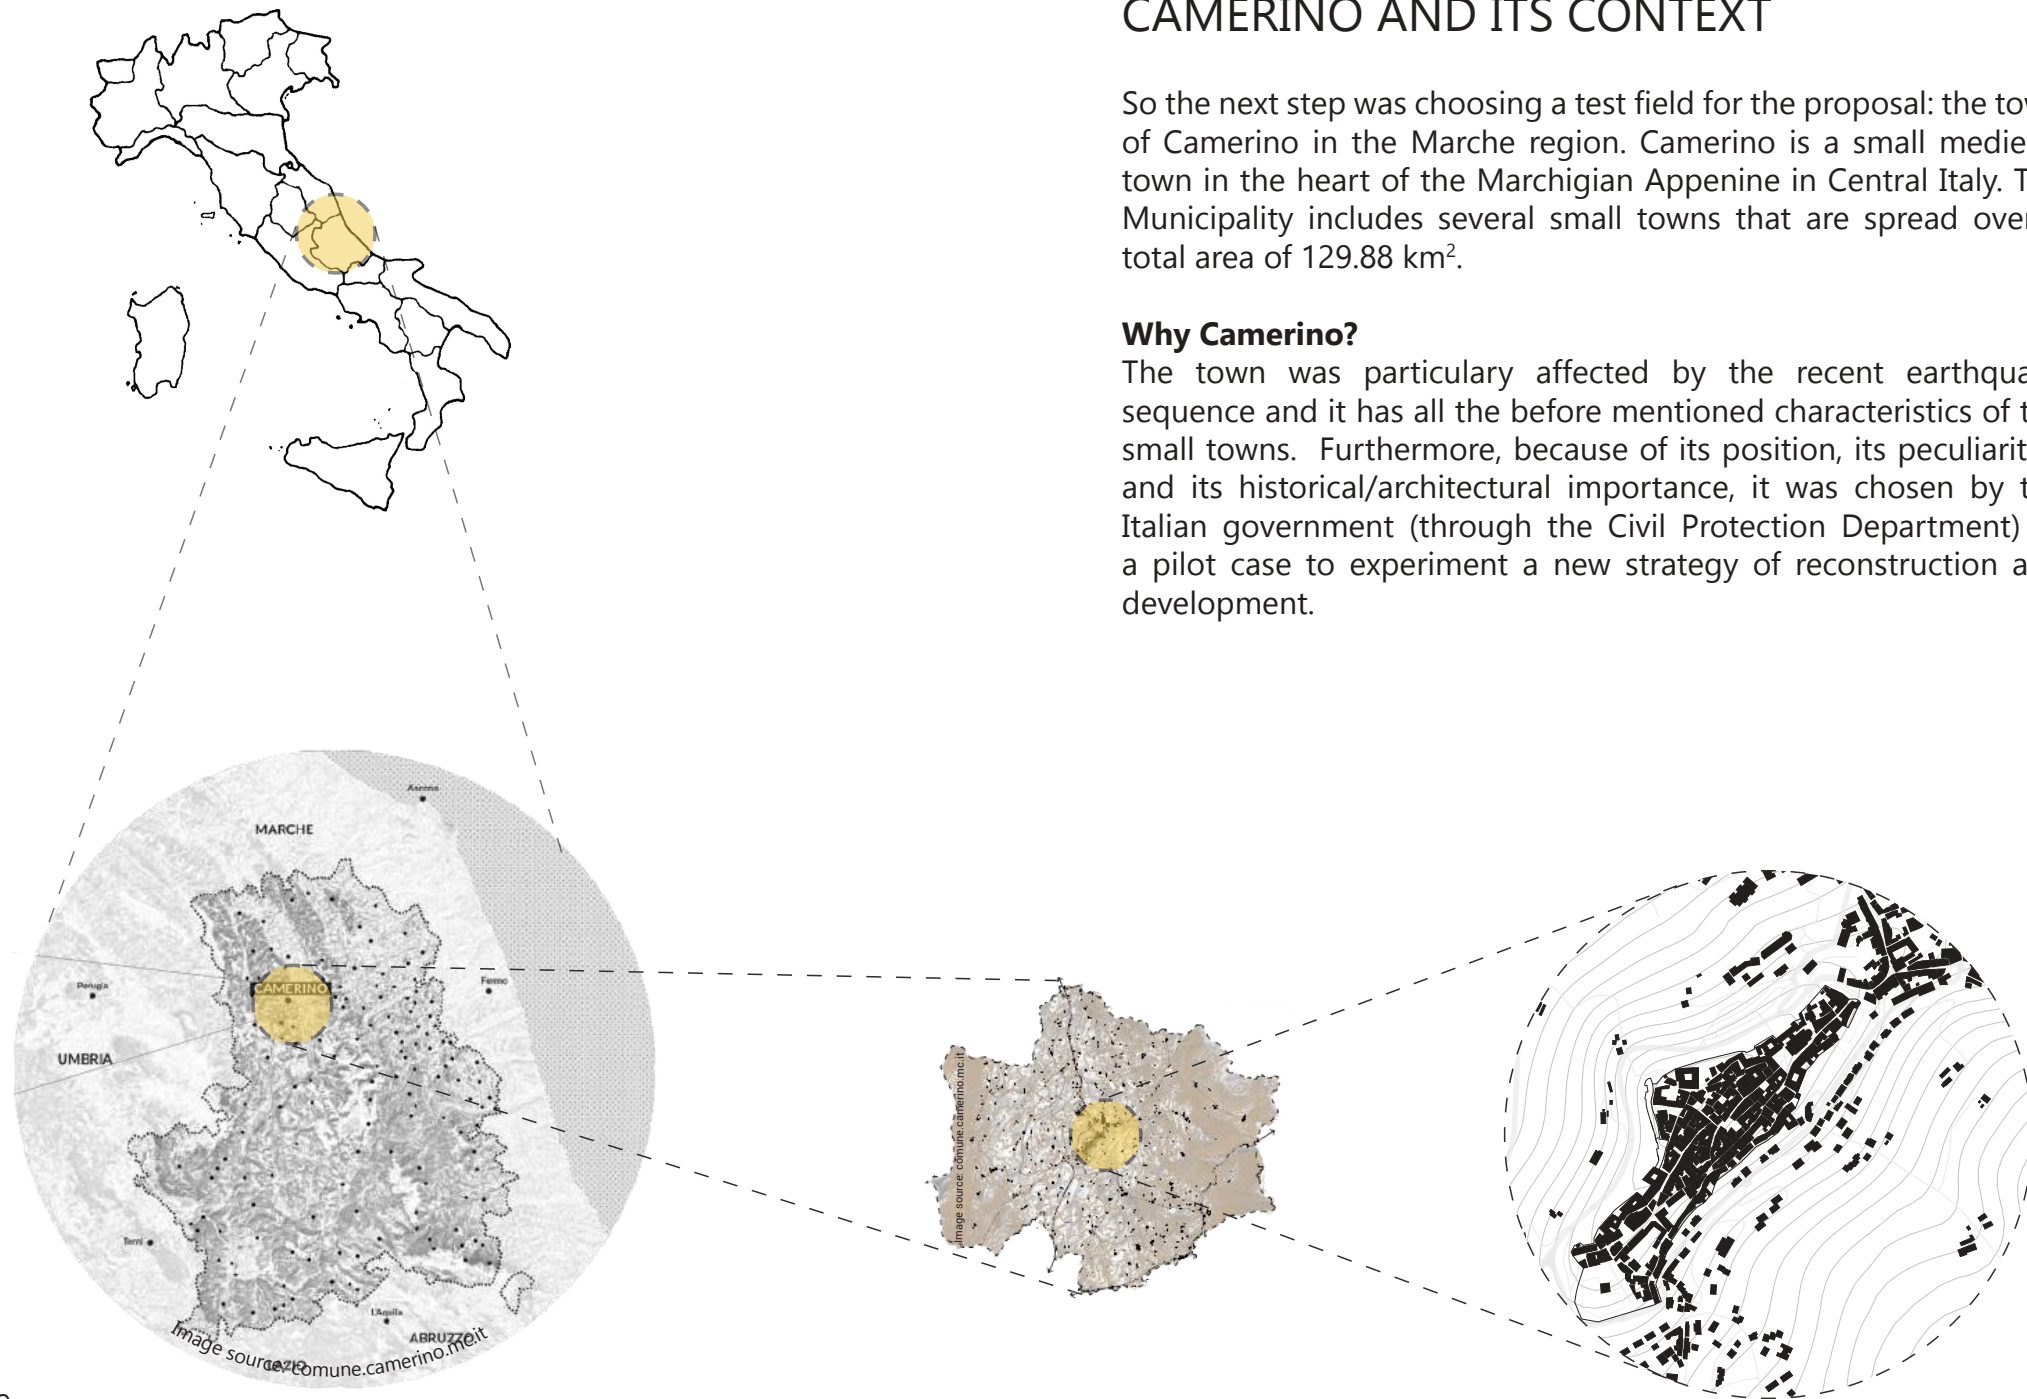 CAMERINO AND ITS CONTEXT
So the next step was choosing a test field for the proposal: the tow
of Camerino in the Marche region. Camerino is a small mediev
town in the heart of the Marchigian Appenine in Central Italy. T
Municipality includes several small towns that are spread over
total area of 129.88 km².
Why Camerino?
The town was particulary affected by the recent earthqua
sequence and it has all the before mentioned characteristics of t
small towns. Furthermore, because of its position, its peculiarit
and its historical/architectural importance, it was chosen by t
Italian government (through the Civil Protection Department)
a pilot case to experiment a new strategy of reconstruction a
development.
Ancona
MARCHE
CAMERINO
Perugia
Fermo
UMBRIA
Terni
L'Aquila
ABRUZZO
LAZIO
Image source: comune.camerino.mc.it
Image source: comune.camerino.mc.it